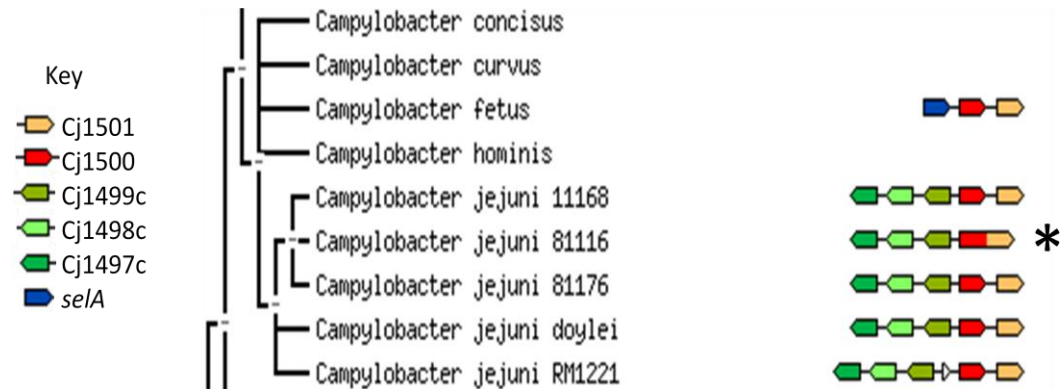 Key
Cj1501
Cj1500
Cj1499c
Cj1498c
Cj1497c
selA
Campylobacter concisus
Campylobacter curvus
Campylobacter fetus
Campylobacter hominis
Campylobacter jejuni 11168
Campylobacter jejuni 81116 *
Campylobacter jejuni 81176
Campylobacter jejuni doylei
Campylobacter jejuni RM1221